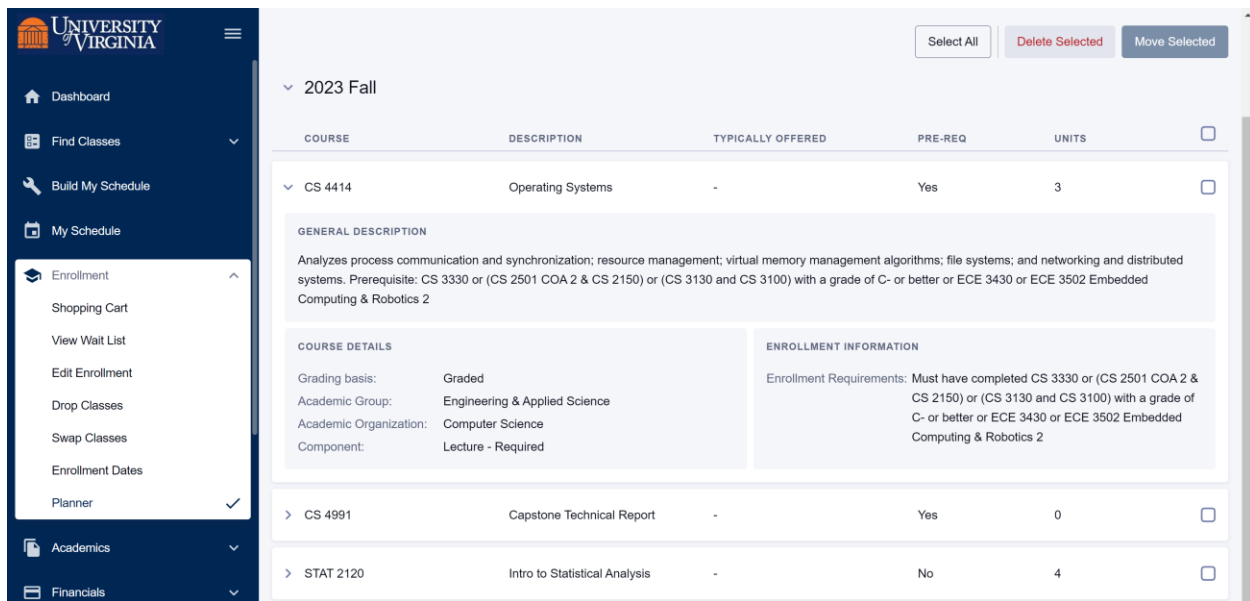 UNIVERSITY
of VIRGINIA
Dashboard
Find Classes
Build My Schedule
My Schedule
Enrollment
Shopping Cart
View Wait List
Edit Enrollment
Drop Classes
Swap Classes
Enrollment Dates
Planner
Academics
Financials
Select All Delete Selected Move Selected
2023 Fall
COURSE DESCRIPTION TYPICALLY OFFERED PRE-REQ UNITS
CS 4414 Operating Systems - Yes 3
GENERAL DESCRIPTION
Analyzes process communication and synchronization; resource management; virtual memory management algorithms; file systems; and networking and distributed
systems. Prerequisite: CS 3330 or (CS 2501 COA 2 & CS 2150) or (CS 3130 and CS 3100) with a grade of C- or better or ECE 3430 or ECE 3502 Embedded
Computing & Robotics 2
COURSE DETAILS
Grading basis: Graded
Academic Group: Engineering & Applied Science
Academic Organization: Computer Science
Component: Lecture - Required
ENROLLMENT INFORMATION
Enrollment Requirements: Must have completed CS 3330 or (CS 2501 COA 2 &
CS 2150) or (CS 3130 and CS 3100) with a grade of
C- or better or ECE 3430 or ECE 3502 Embedded
Computing & Robotics 2
CS 4991 Capstone Technical Report - Yes 0
STAT 2120 Intro to Statistical Analysis - No 4